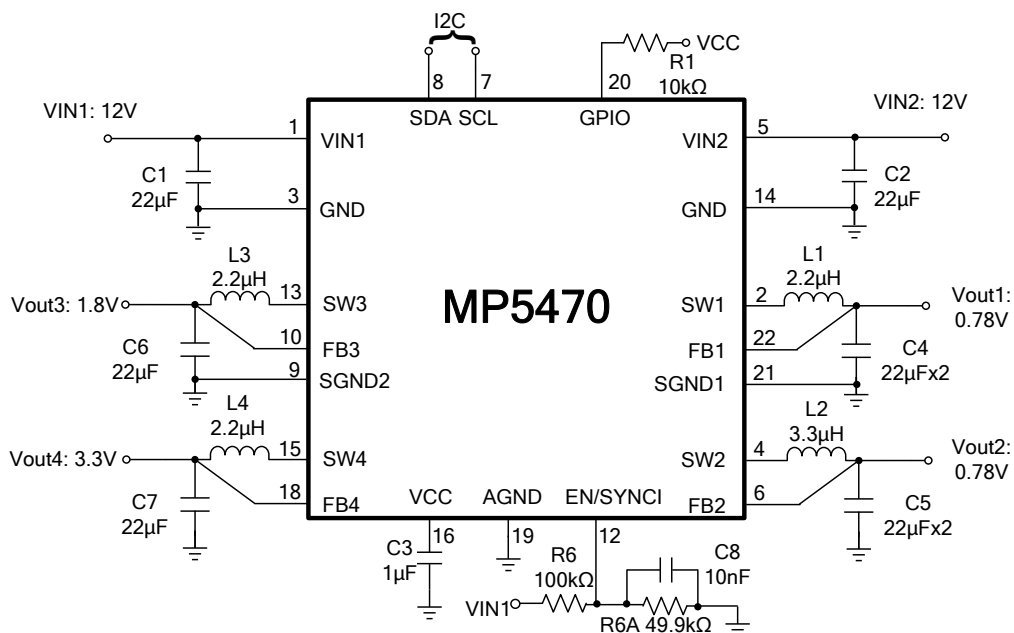 I2C
8
7
20
VCC
R1
10kΩ
VIN1: 12V
VIN2: 12V
SDA SCL
GPIO
1
VIN1
VIN2
5
C1
22µF
C2
22µF
3
GND
GND
14
L3
2.2µH
L1
2.2µH
Vout3: 1.8V
13
SW3
MP5470
SW1
2
Vout1:
0.78V
10
FB3
FB1
22
C6
22µF
C4
22µFx2
9
SGND2
SGND1
21
L4
2.2µH
L2
3.3µH
Vout4: 3.3V
15
SW4
SW2
4
Vout2:
0.78V
18
FB4
VCC
AGND
EN/SYNCI
FB2
6
C7
22µF
C5
22µFx2
16
19
12
C3
1µF
R6
100kΩ
C8
10nF
VIN1
R6A 49.9kΩ